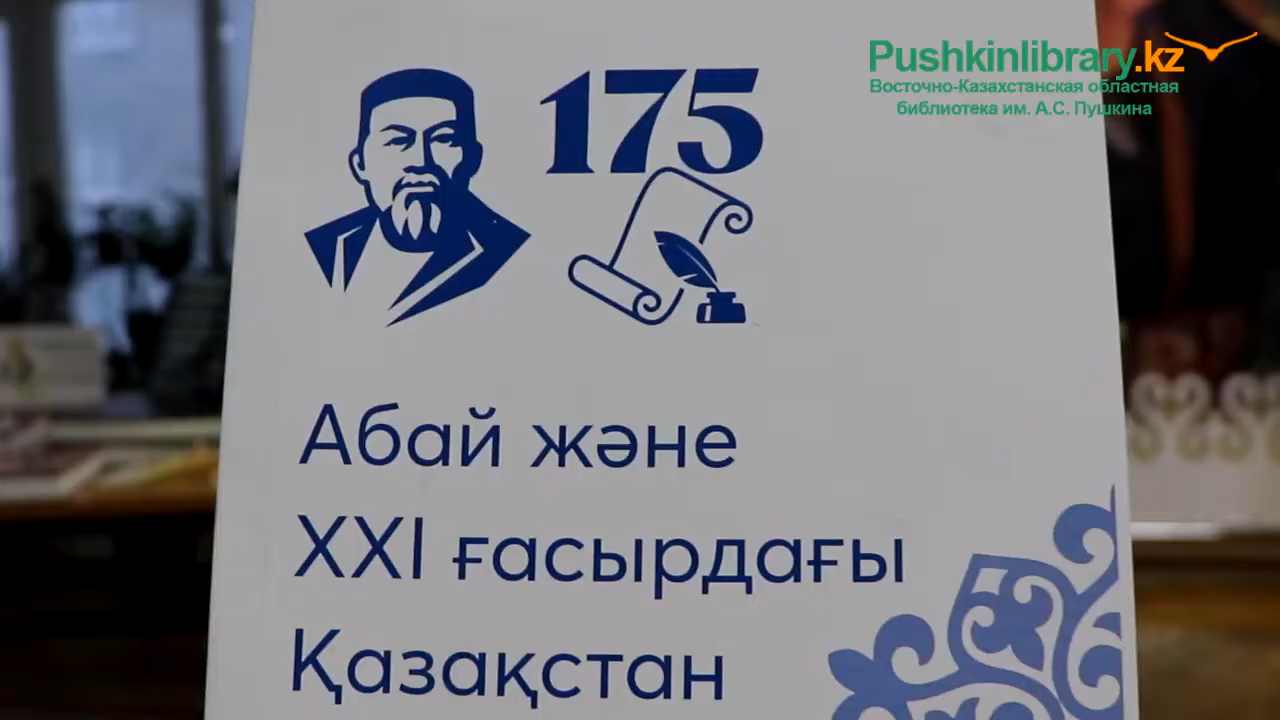 Pushkinlibrary.kz
Восточно-Казахстанская областная
библиотека им. А.С. Пушкина
175
Абай және
XXI ғасырдағы
Қазақстан